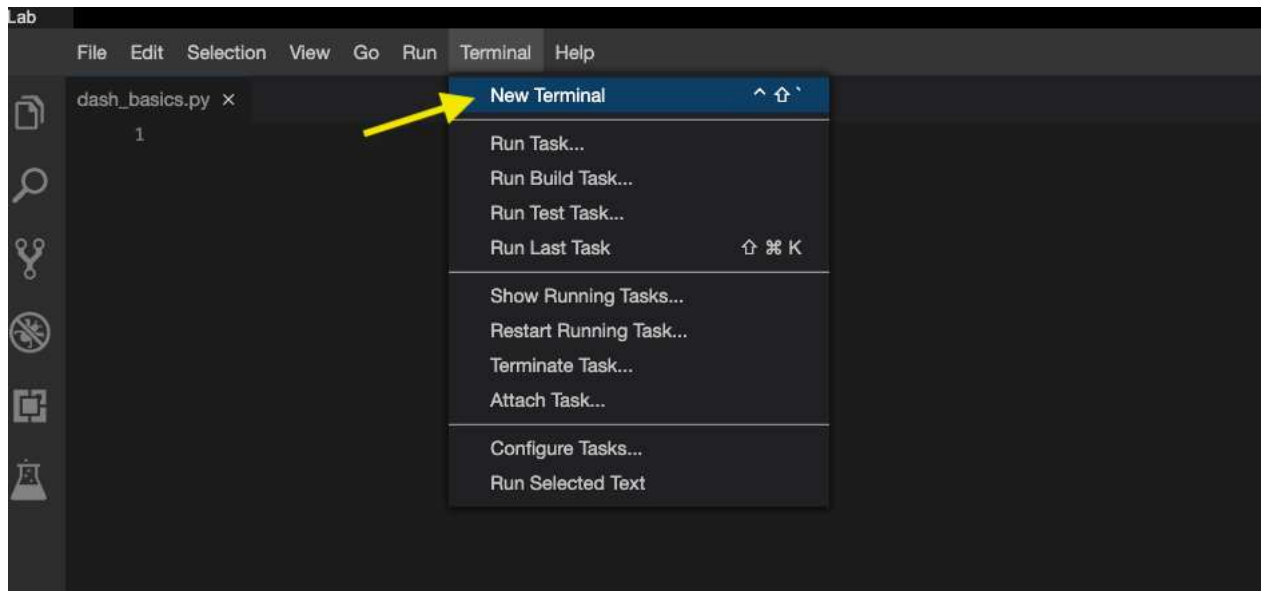 Lab
File Edit Selection View Go Run Terminal Help
dash_basics.py ×
1
New Terminal ^ ⇧ `
Run Task...
Run Build Task...
Run Test Task...
Run Last Task ⇧ ⌘ K
Show Running Tasks...
Restart Running Task...
Terminate Task...
Attach Task...
Configure Tasks...
Run Selected Text